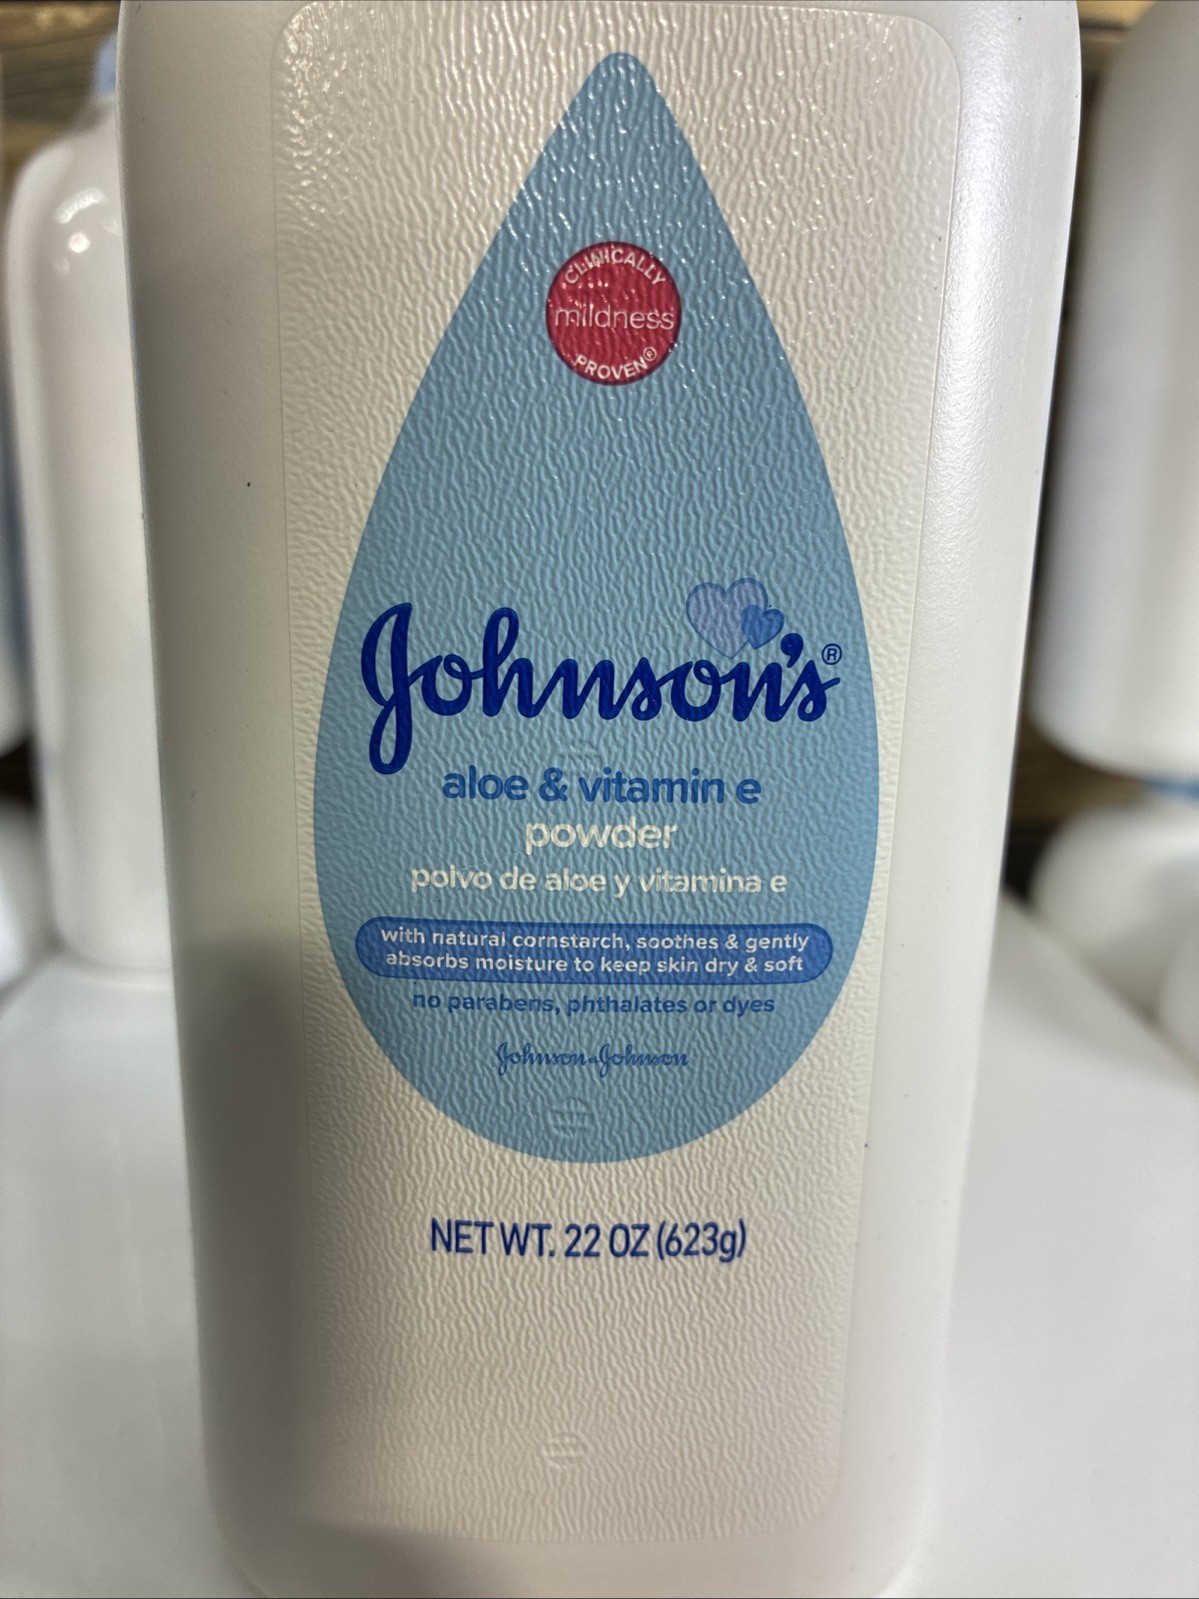 CLINICALLY
mildness
PROVEN®
Johnson's®
aloe & vitamin e
powder
polvo de aloe y vitamina e
with natural cornstarch, soothes & gently
absorbs moisture to keep skin dry & soft
no parabens, phthalates or dyes
Johnson & Johnson
NET WT. 22 OZ (623g)